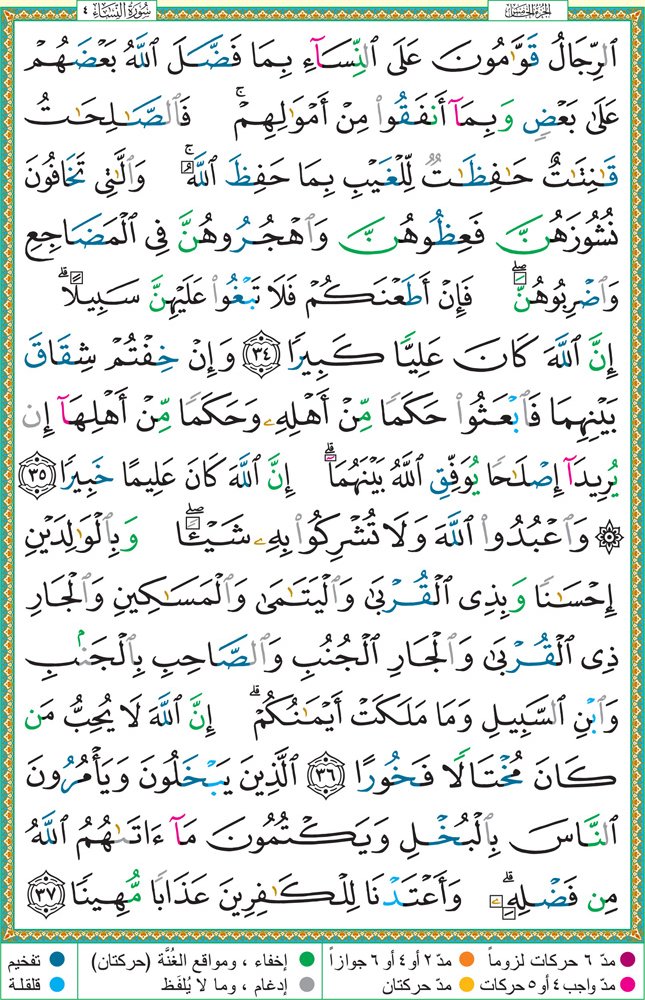 الجزء الخامس
سورة النساء ٤
ٱلرِّجَالُ قَوَّٰمُونَ عَلَى ٱلنِّسَآءِ بِمَا فَضَّلَ ٱللَّهُ بَعْضَهُمْ
عَلَىٰ بَعْضٍ وَبِمَآ أَنفَقُوا۟ مِنْ أَمْوَٰلِهِمْ ۚ فَٱلصَّٰلِحَٰتُ
قَٰنِتَٰتٌ حَٰفِظَٰتٌ لِّلْغَيْبِ بِمَا حَفِظَ ٱللَّهُ ۚ وَٱلَّٰتِى تَخَافُونَ
نُشُوزَهُنَّ فَعِظُوهُنَّ وَٱهْجُرُوهُنَّ فِى ٱلْمَضَاجِعِ
وَٱضْرِبُوهُنَّ ۖ فَإِنْ أَطَعْنَكُمْ فَلَا تَبْغُوا۟ عَلَيْهِنَّ سَبِيلًا ۗ
إِنَّ ٱللَّهَ كَانَ عَلِيًّا كَبِيرًا ٣٤ وَإِنْ خِفْتُمْ شِقَاقَ
بَيْنِهِمَا فَٱبْعَثُوا۟ حَكَمًا مِّنْ أَهْلِهِۦ وَحَكَمًا مِّنْ أَهْلِهَآ إِن
يُرِيدَآ إِصْلَٰحًا يُوَفِّقِ ٱللَّهُ بَيْنَهُمَآ ۗ إِنَّ ٱللَّهَ كَانَ عَلِيمًا خَبِيرًا ٣٥
۞ وَٱعْبُدُوا۟ ٱللَّهَ وَلَا تُشْرِكُوا۟ بِهِۦ شَيْـًٔا ۖ وَبِٱلْوَٰلِدَيْنِ
إِحْسَٰنًا وَبِذِى ٱلْقُرْبَىٰ وَٱلْيَتَٰمَىٰ وَٱلْمَسَٰكِينِ وَٱلْجَارِ
ذِى ٱلْقُرْبَىٰ وَٱلْجَارِ ٱلْجُنُبِ وَٱلصَّاحِبِ بِٱلْجَنۢبِ
وَٱبْنِ ٱلسَّبِيلِ وَمَا مَلَكَتْ أَيْمَٰنُكُمْ ۗ إِنَّ ٱللَّهَ لَا يُحِبُّ مَن
كَانَ مُخْتَالًا فَخُورًا ٣٦ ٱلَّذِينَ يَبْخَلُونَ وَيَأْمُرُونَ
ٱلنَّاسَ بِٱلْبُخْلِ وَيَكْتُمُونَ مَآ ءَاتَىٰهُمُ ٱللَّهُ
مِن فَضْلِهِۦ ۗ وَأَعْتَدْنَا لِلْكَٰفِرِينَ عَذَابًا مُّهِينًا ٣٧
مدّ ٦ حركات لزوماً
مدّ ٢ أو ٤ أو ٦ جوازاً
إخفاء ، ومواقع الغُنَّة (حركتان)
تفخيم
مدّ واجب ٤ أو ٥ حركات
مدّ حركتان
إدغام ، وما لا يُلفَظ
قلقلة